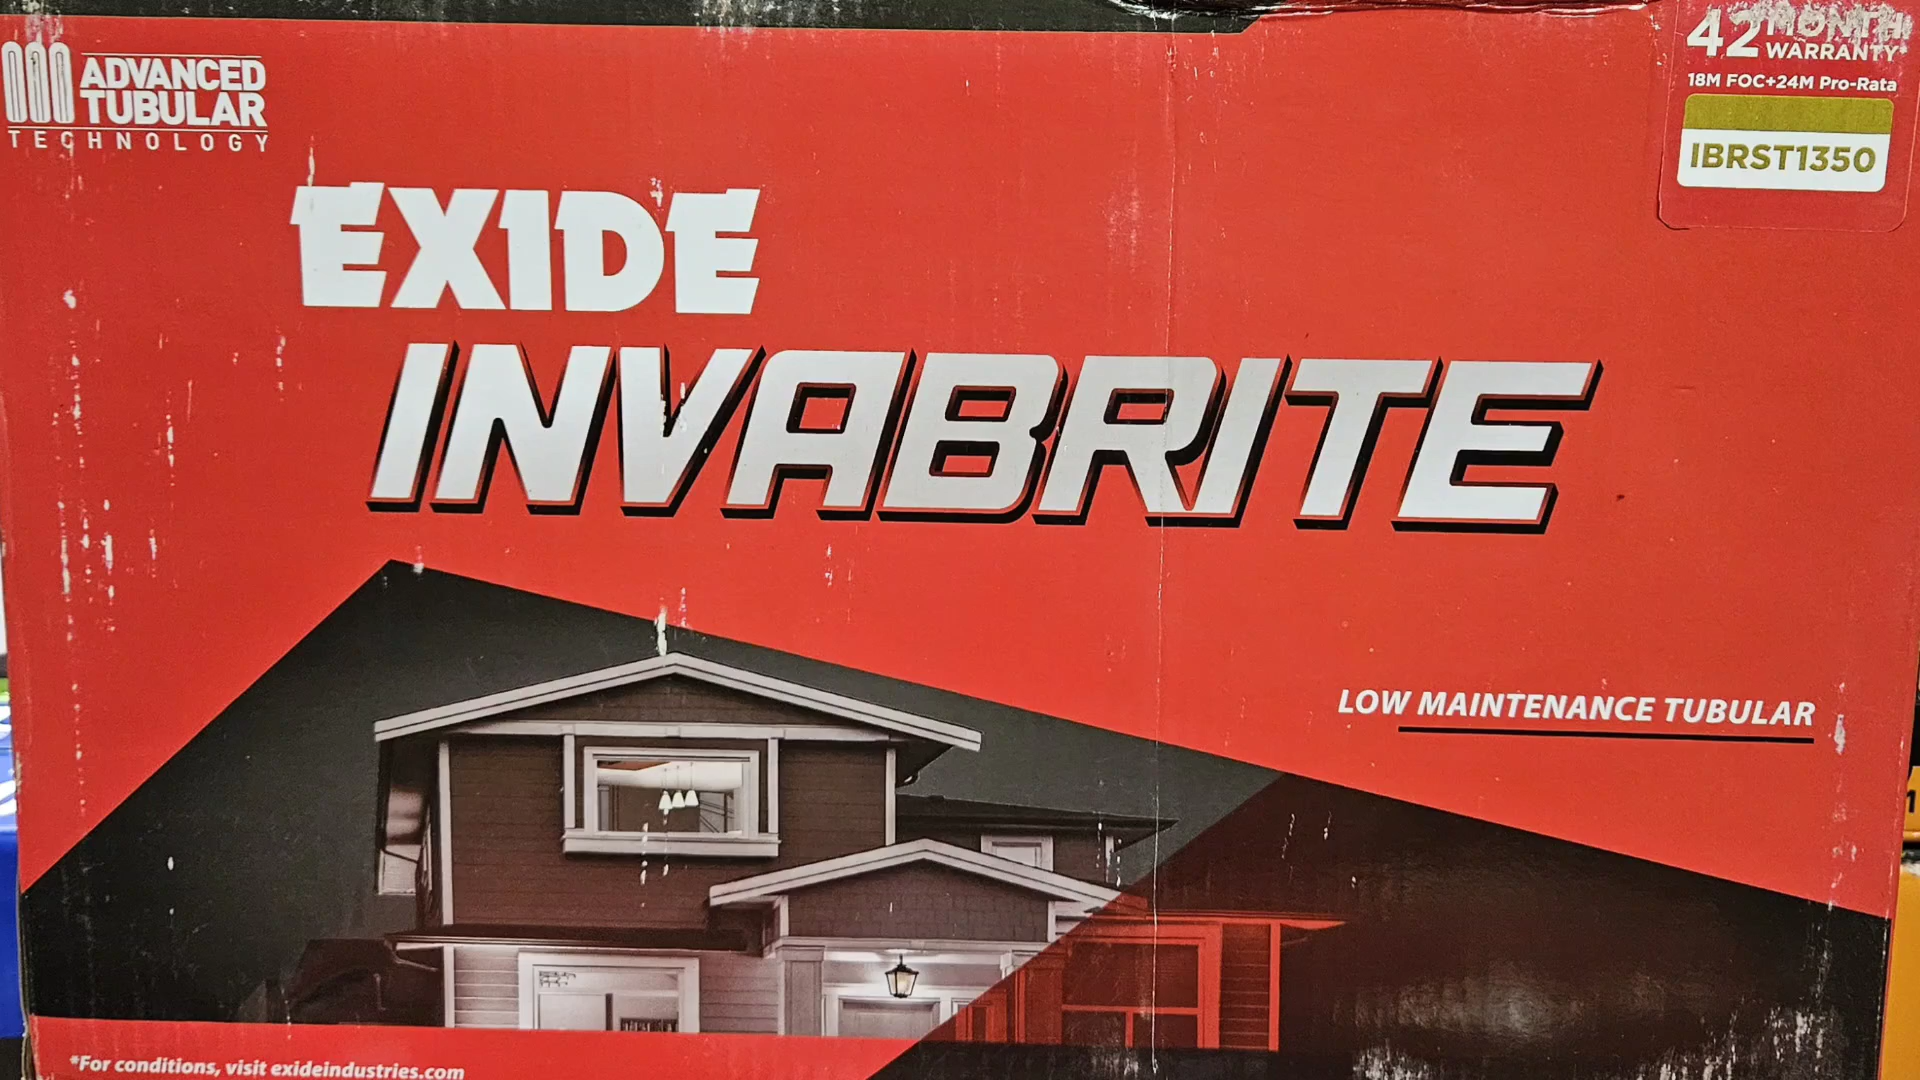 ADVANCED
TUBULAR
TECHNOLOGY
42 MONTH
WARRANTY*
18M FOC+24M Pro-Rata
IBRST1350
EXIDE
INVABRITE
LOW MAINTENANCE TUBULAR
*For conditions, visit exideindustries.com